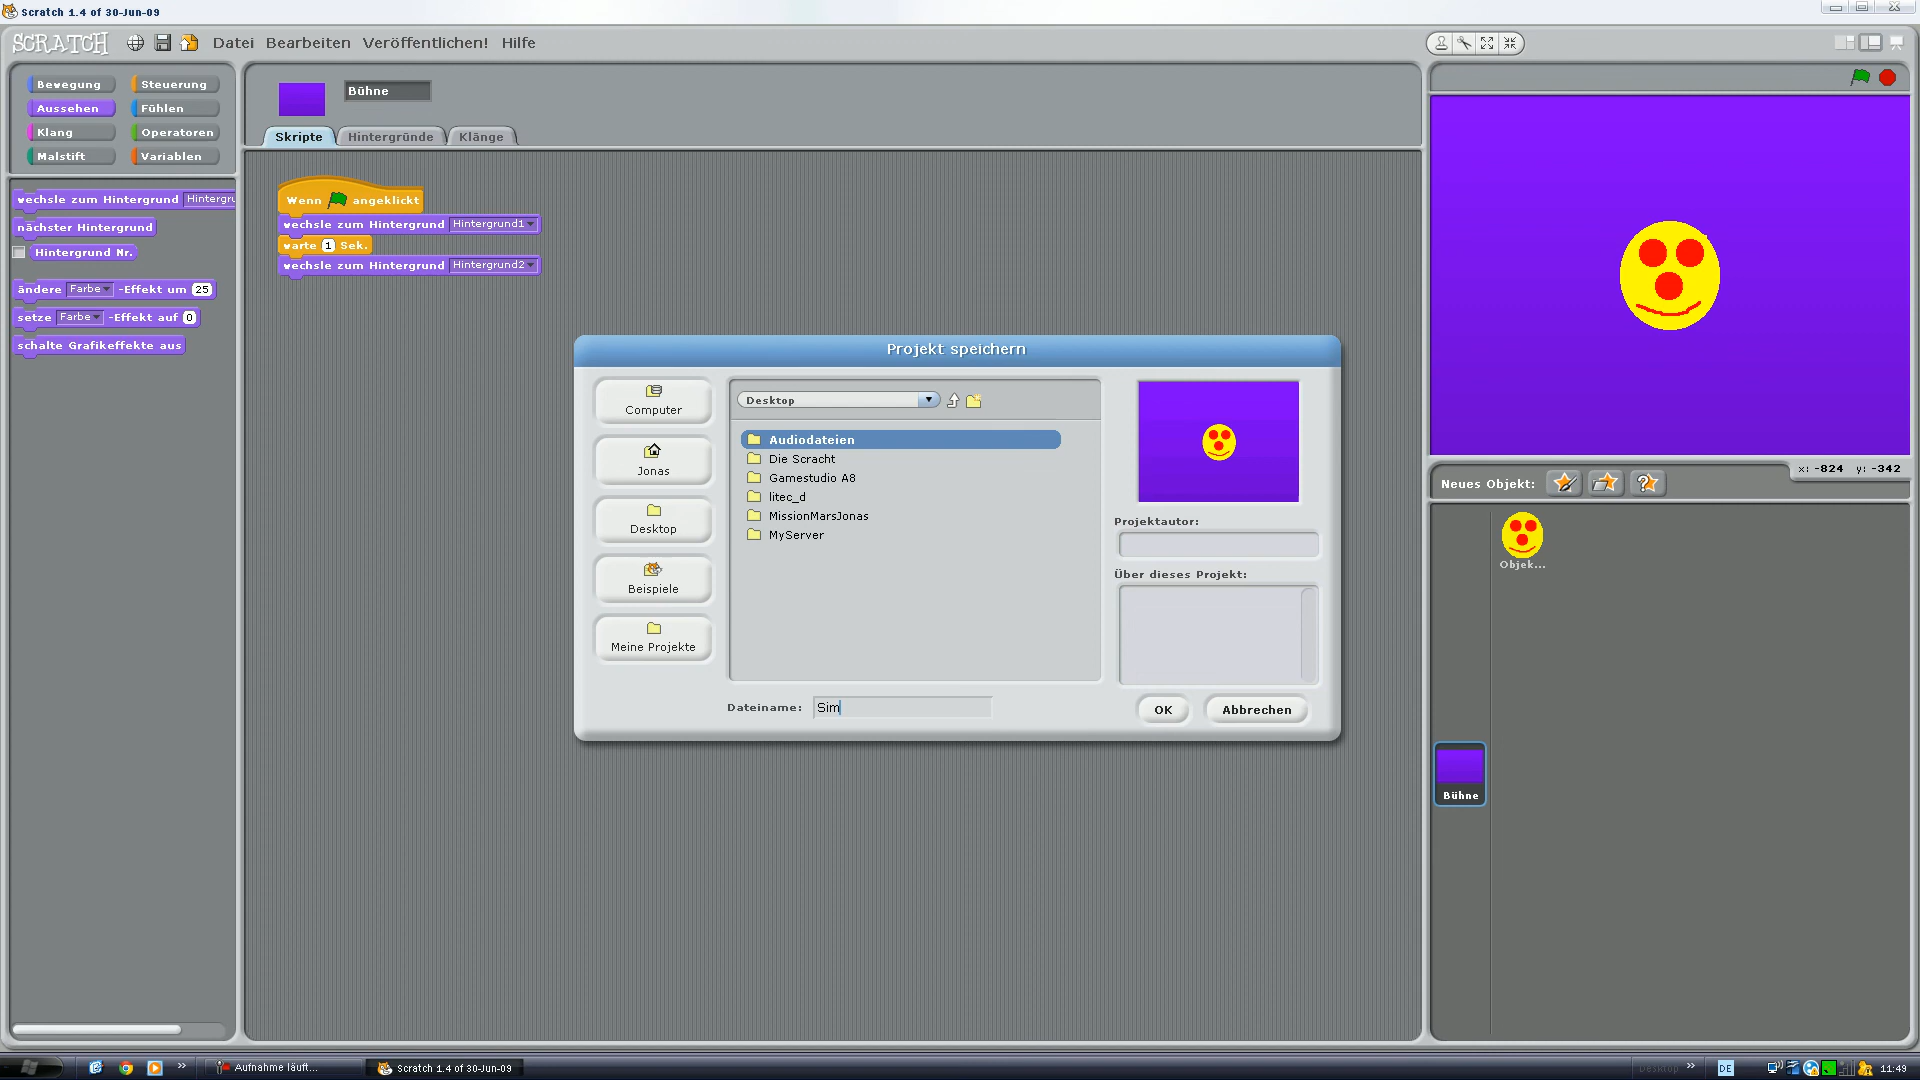 Scratch 1.4 of 30-Jun-09
SCRATCH
Datei Bearbeiten Veröffentlichen! Hilfe
Bewegung Steuerung
Aussehen Fühlen
Klang Operatoren
Malstift Variablen
Bühne
Skripte Hintergründe Klänge
wechsle zum Hintergrund Hintergru
nächster Hintergrund
Hintergrund Nr.
ändere Farbe -Effekt um 25
setze Farbe -Effekt auf 0
schalte Grafikeffekte aus
Wenn angeklickt
wechsle zum Hintergrund Hintergrund1
warte 1 Sek.
wechsle zum Hintergrund Hintergrund2
Projekt speichern
Computer
Jonas
Desktop
Beispiele
Meine Projekte
Desktop
Audiodateien
Die Scracht
Gamestudio A8
litec_d
MissionMarsJonas
MyServer
Dateiname: Sim
Projektautor:
Über dieses Projekt:
OK Abbrechen
x: -824 y: -342
Neues Objekt:
Objek...
Bühne
Aufnahme läuft... Scratch 1.4 of 30-Jun-09 Desktop DE 11:49